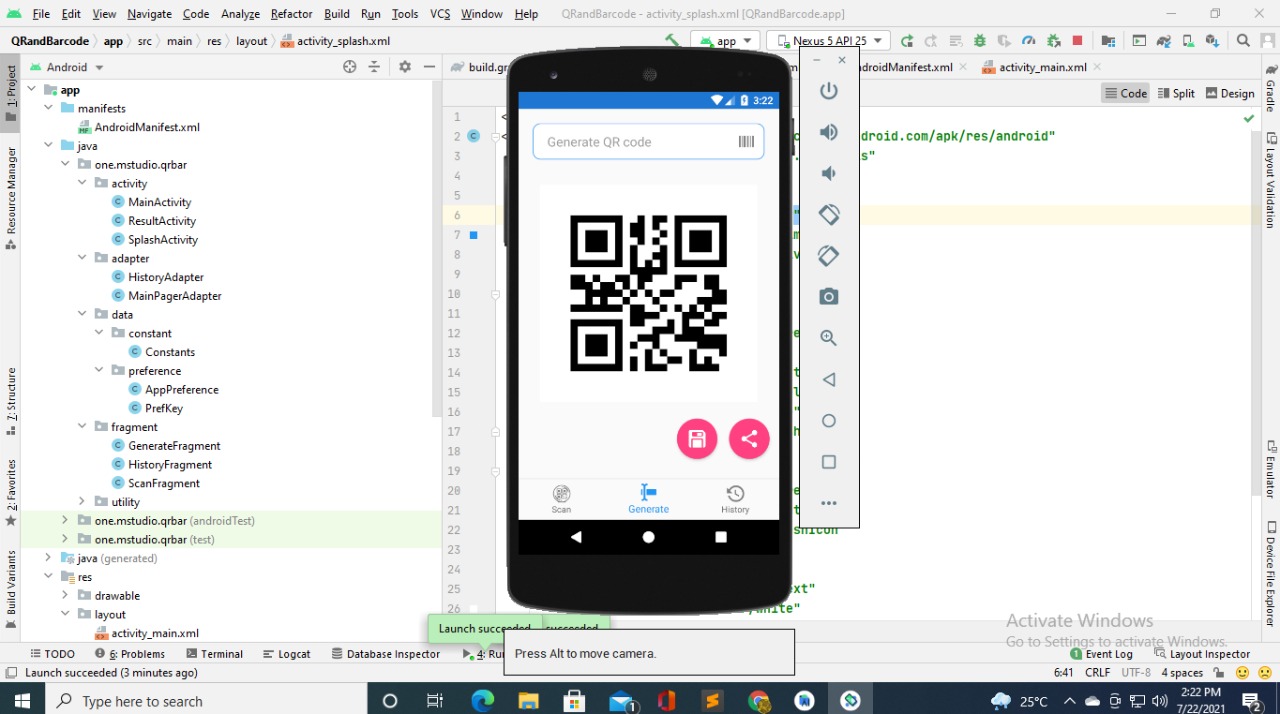 File Edit View Navigate Code Analyze Refactor Build Run Tools VCS Window Help QRandBarcode - activity_splash.xml [QRandBarcode.app]
QRandBarcode app src main res layout activity_splash.xml app Nexus 5 API 25
Android build.gr droidManifest.xml activity_main.xml
Code Split Design
1: Project
Resource Manager
7: Structure
2: Favorites
Build Variants
app
manifests
AndroidManifest.xml
java
one.mstudio.qrbar
activity
MainActivity
ResultActivity
SplashActivity
adapter
HistoryAdapter
MainPagerAdapter
data
constant
Constants
preference
AppPreference
PrefKey
fragment
GenerateFragment
HistoryFragment
ScanFragment
utility
one.mstudio.qrbar (androidTest)
one.mstudio.qrbar (test)
java (generated)
res
drawable
layout
activity_main.xml
1
2 droid.com/apk/res/android"
3 s"
4
5
6 "
7
8
9
10
11
12
13
14
15
16 "
17
18
19
20
21
22
23
24
25 xt"
26 /white"
3:22
Generate QR code
Scan Generate History
Gradle
Layout Validation
Emulator
Device File Explorer
Launch succeeded succeeded
Press Alt to move camera.
Activate Windows
Go to Settings to activate Windows.
TODO 6: Problems Terminal Logcat Database Inspector 4: Run 1 Event Log Layout Inspector
Launch succeeded (3 minutes ago) 6:41 CRLF UTF-8 4 spaces
Type here to search 1 25°C 2:22 PM 2
7/22/2021